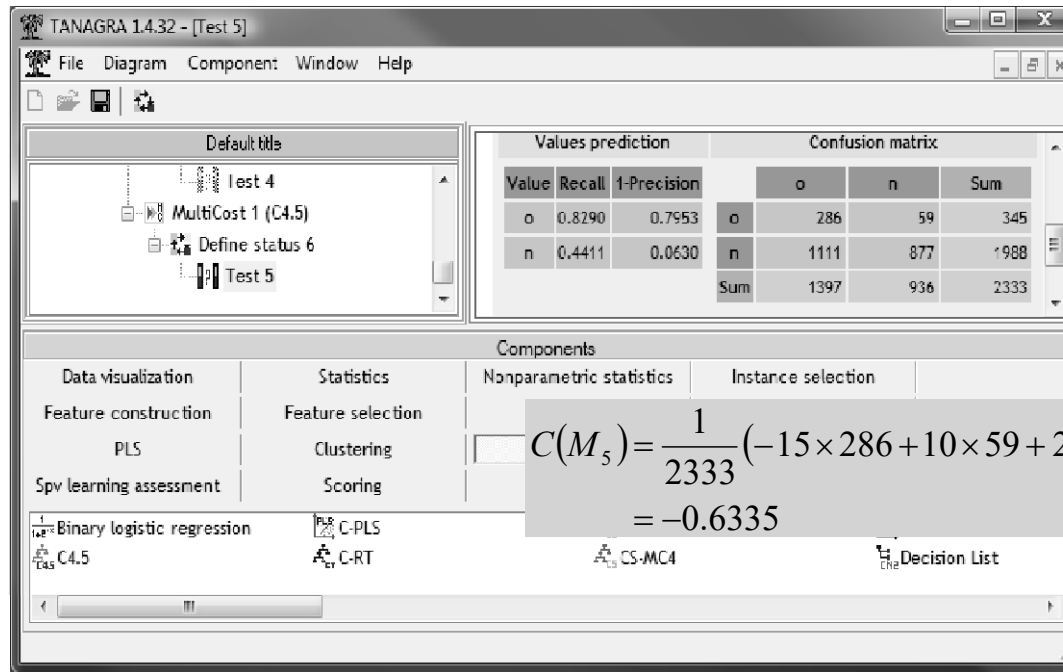 TANAGRA 1.4.32 - [Test 5]
File Diagram Component Window Help
Default title
Test 4
MultiCost 1 (C4.5)
Define status 6
Test 5
Values prediction
Value Recall 1-Precision
o 0.8290 0.7953
n 0.4411 0.0630
Confusion matrix
o n Sum
o 286 59 345
n 1111 877 1988
Sum 1397 936 2333
Components
Data visualization Statistics Nonparametric statistics Instance selection
Feature construction Feature selection
PLS Clustering
Spv learning assessment Scoring
C(M₅) = 1/2333 (−15×286+10×59+2
= −0.6335
Binary logistic regression C-PLS
C4.5 C-RT CS-MC4 Decision List